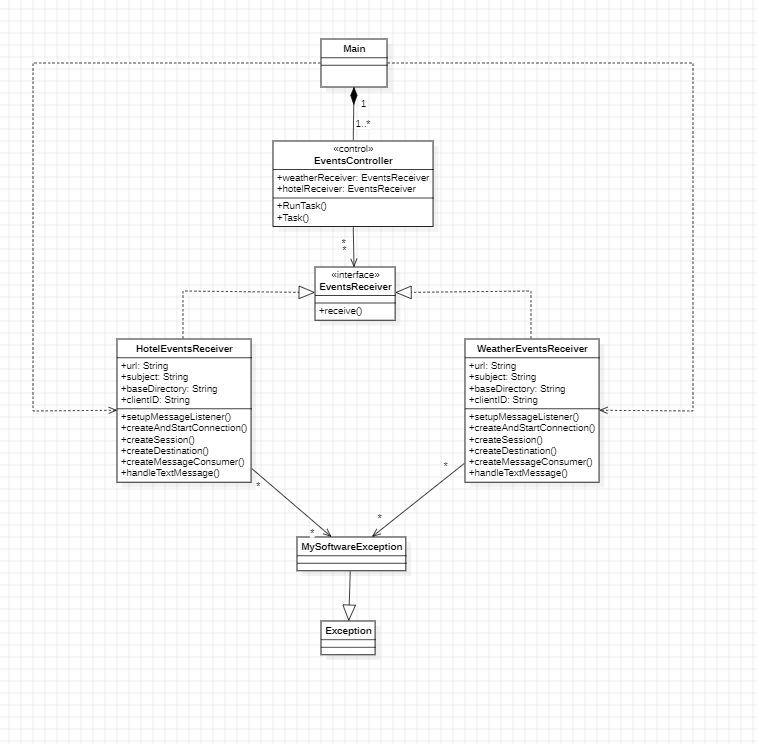 Main
1
1..*
«control»
EventsController
+weatherReceiver: EventsReceiver
+hotelReceiver: EventsReceiver
+RunTask()
+Task()
*
*
«interface»
EventsReceiver
+receive()
HotelEventsReceiver
+url: String
+subject: String
+baseDirectory: String
+clientID: String
+setupMessageListener()
+createAndStartConnection()
+createSession()
+createDestination()
+createMessageConsumer()
+handleTextMessage()
WeatherEventsReceiver
+url: String
+subject: String
+baseDirectory: String
+clientID: String
+setupMessageListener()
+createAndStartConnection()
+createSession()
+createDestination()
+createMessageConsumer()
+handleTextMessage()
*
*
*
*
MySoftwareException
Exception